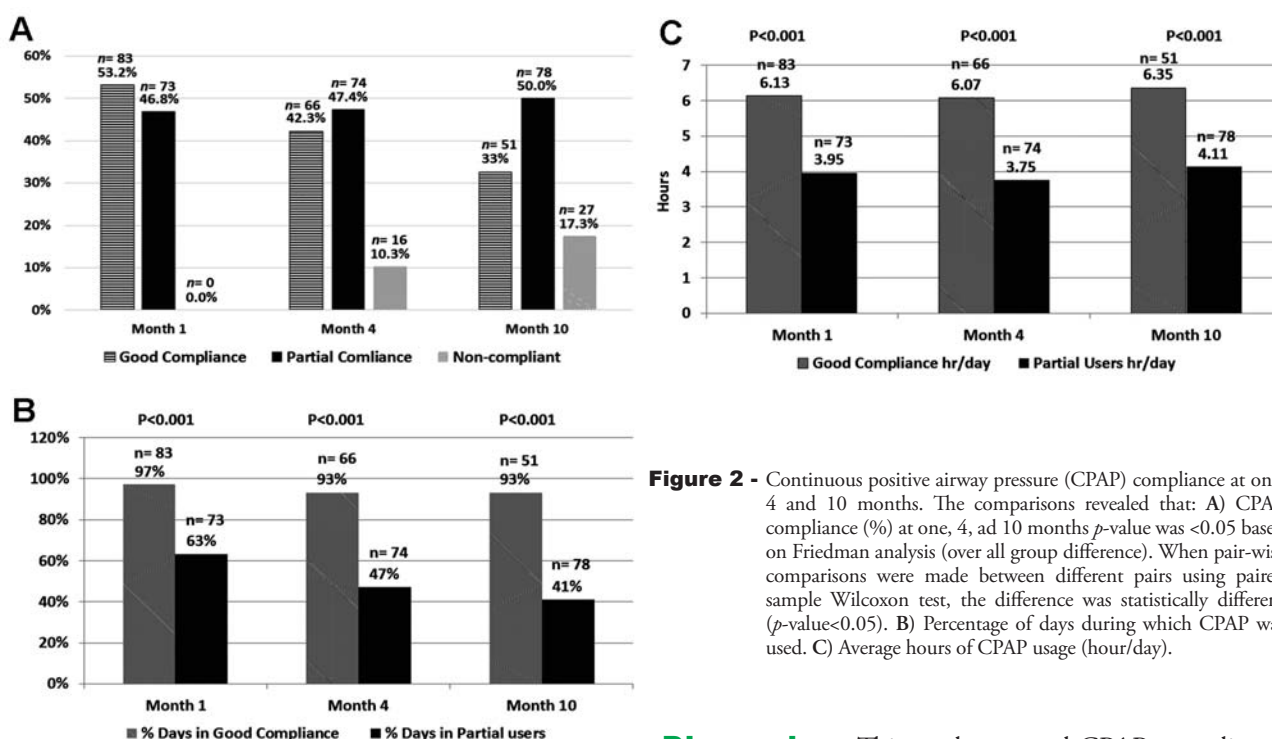 A
60%
50%
40%
30%
20%
10%
0%
n= 83
53.2%
n= 73
46.8%
n= 0
0.0%
n= 66
42.3%
n= 74
47.4%
n= 16
10.3%
n= 51
33%
n= 78
50.0%
n= 27
17.3%
Month 1 Month 4 Month 10
Good Compliance Partial Comliance Non-compliant
B
P<0.001 P<0.001 P<0.001
120%
100%
80%
60%
40%
20%
0%
n= 83
97%
n= 73
63%
n= 66
93%
n= 74
47%
n= 51
93%
n= 78
41%
Month 1 Month 4 Month 10
% Days in Good Compliance % Days in Partial users
C
P<0.001 P<0.001 P<0.001
Hours
7
6
5
4
3
2
1
0
n= 83
6.13
n= 73
3.95
n= 66
6.07
n= 74
3.75
n= 51
6.35
n= 78
4.11
Month 1 Month 4 Month 10
Good Compliance hr/day Partial Users hr/day
Figure 2 - Continuous positive airway pressure (CPAP) compliance at on
4 and 10 months. The comparisons revealed that: A) CPA
compliance (%) at one, 4, ad 10 months p-value was <0.05 base
on Friedman analysis (over all group difference). When pair-wis
comparisons were made between different pairs using paire
sample Wilcoxon test, the difference was statistically differen
(p-value<0.05). B) Percentage of days during which CPAP wa
used. C) Average hours of CPAP usage (hour/day).